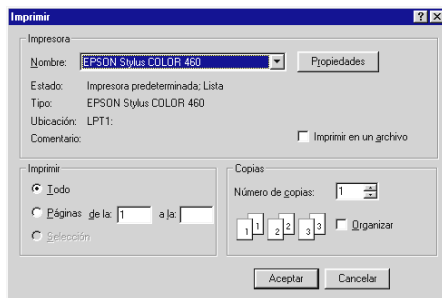 Imprimir
Impresora
Nombre: EPSON Stylus COLOR 460 Propiedades
Estado: Impresora predeterminada; Lista
Tipo: EPSON Stylus COLOR 460
Ubicación: LPT1:
Comentario: Imprimir en un archivo
Imprimir Copias
Todo Número de copias: 1
Páginas de la: 1 a la:
1 1 2 2 3 3 Organizar
Selección
Aceptar Cancelar